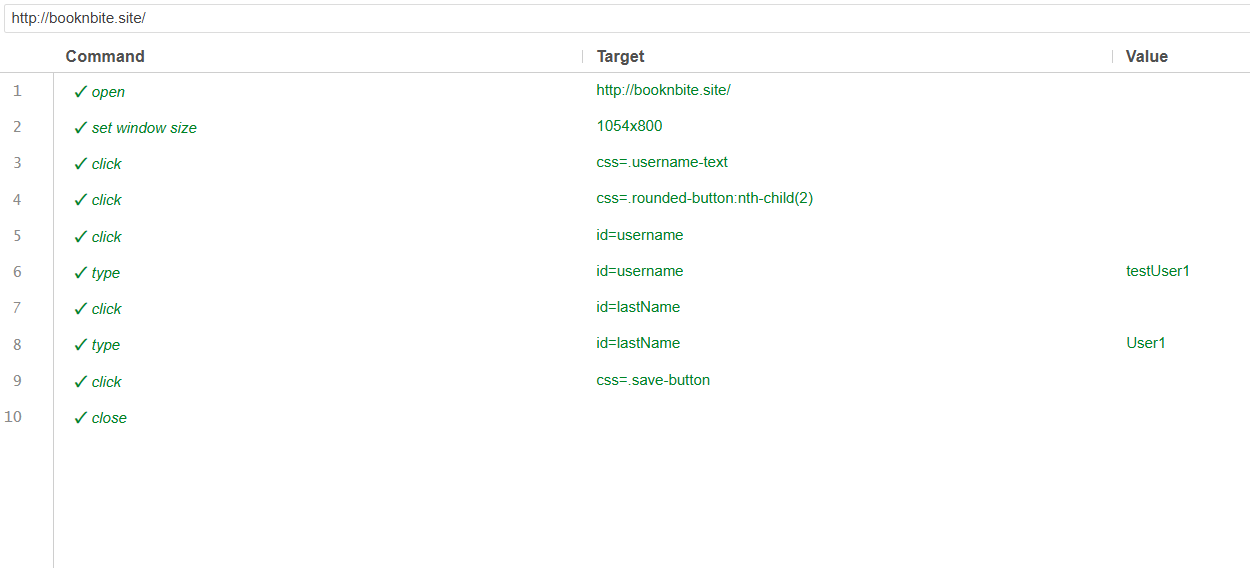 http://booknbite.site/
Command Target Value
1 ✓ open http://booknbite.site/
2 ✓ set window size 1054x800
3 ✓ click css=.username-text
4 ✓ click css=.rounded-button:nth-child(2)
5 ✓ click id=username
6 ✓ type id=username testUser1
7 ✓ click id=lastName
8 ✓ type id=lastName User1
9 ✓ click css=.save-button
10 ✓ close